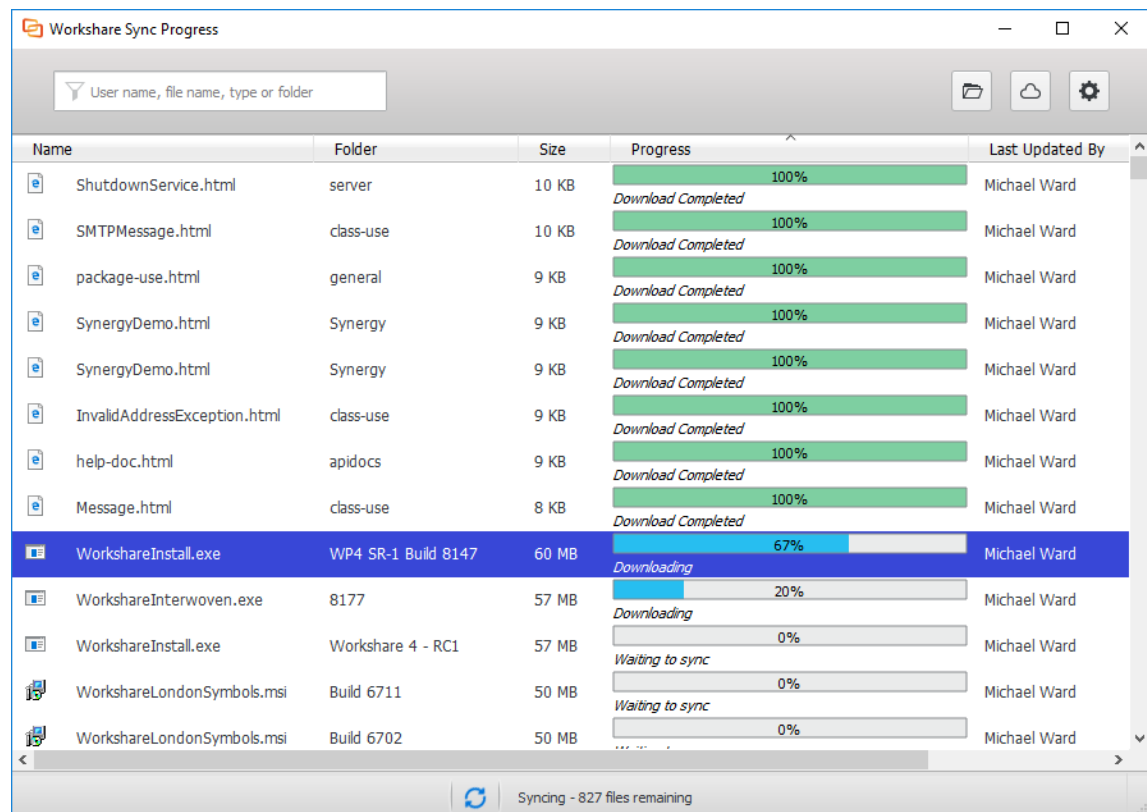 Workshare Sync Progress
User name, file name, type or folder
Name Folder Size Progress Last Updated By
ShutdownService.html server 10 KB 100% Michael Ward
Download Completed
SMTPMessage.html class-use 10 KB 100% Michael Ward
Download Completed
package-use.html general 9 KB 100% Michael Ward
Download Completed
SynergyDemo.html Synergy 9 KB 100% Michael Ward
Download Completed
SynergyDemo.html Synergy 9 KB 100% Michael Ward
Download Completed
InvalidAddressException.html class-use 9 KB 100% Michael Ward
Download Completed
help-doc.html apidocs 9 KB 100% Michael Ward
Download Completed
Message.html class-use 8 KB 100% Michael Ward
Download Completed
WorkshareInstall.exe WP4 SR-1 Build 8147 60 MB 67% Michael Ward
Downloading
WorkshareInterwoven.exe 8177 57 MB 20% Michael Ward
Downloading
WorkshareInstall.exe Workshare 4 - RC1 57 MB 0% Michael Ward
Waiting to sync
WorkshareLondonSymbols.msi Build 6711 50 MB 0% Michael Ward
Waiting to sync
WorkshareLondonSymbols.msi Build 6702 50 MB 0% Michael Ward
Syncing - 827 files remaining